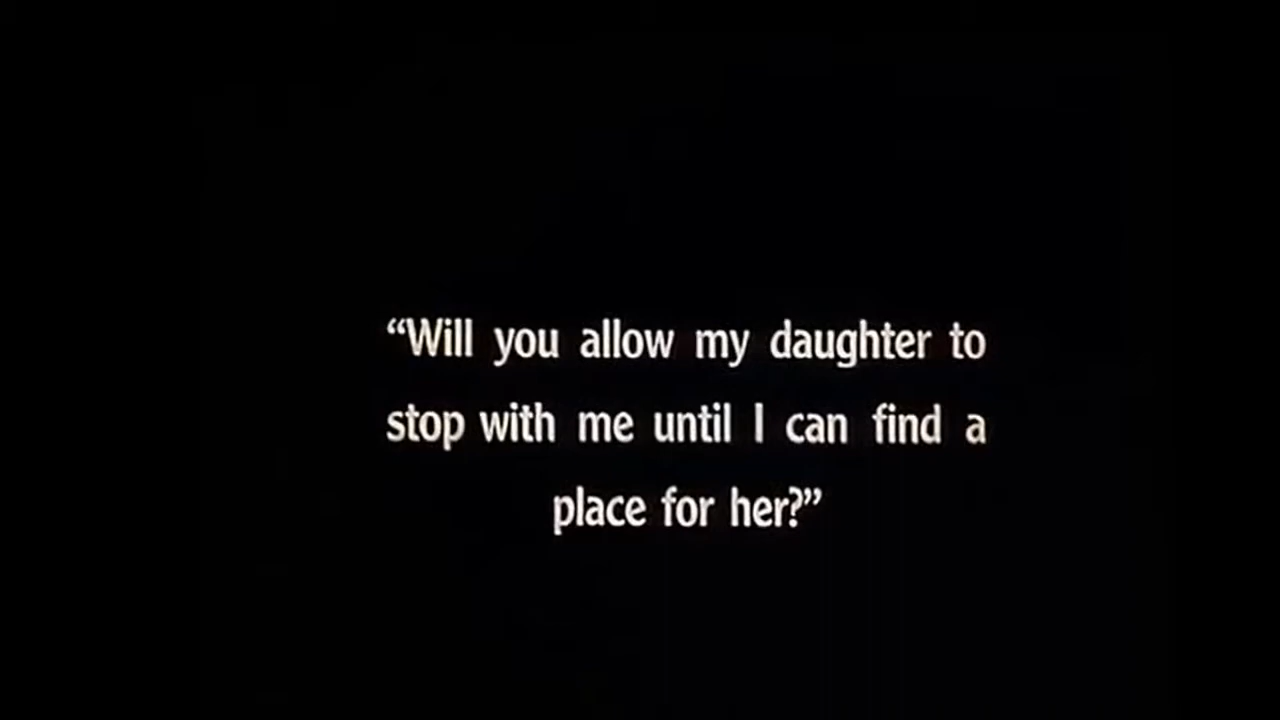 “Will you allow my daughter to
stop with me until I can find a
place for her?”